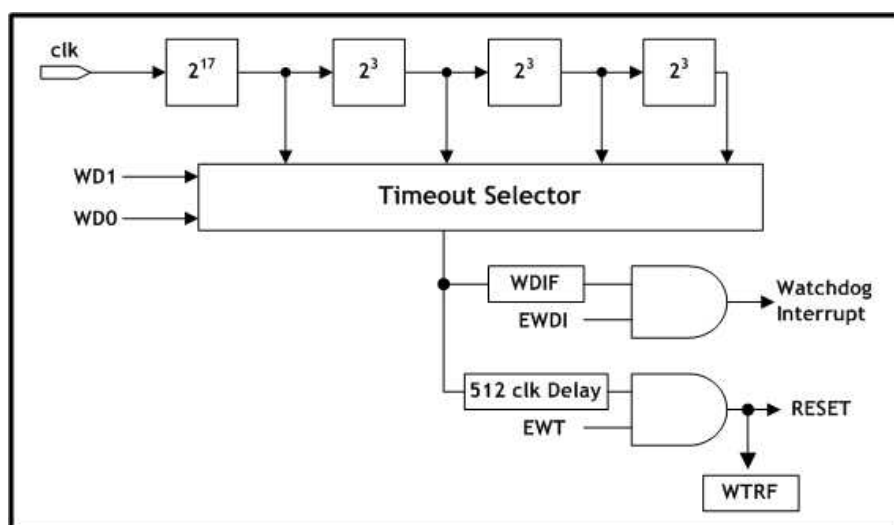 clk
2^17
2^3
2^3
2^3
WD1
WD0
Timeout Selector
WDIF
EWDI
Watchdog
Interrupt
512 clk Delay
EWT
RESET
WTRF